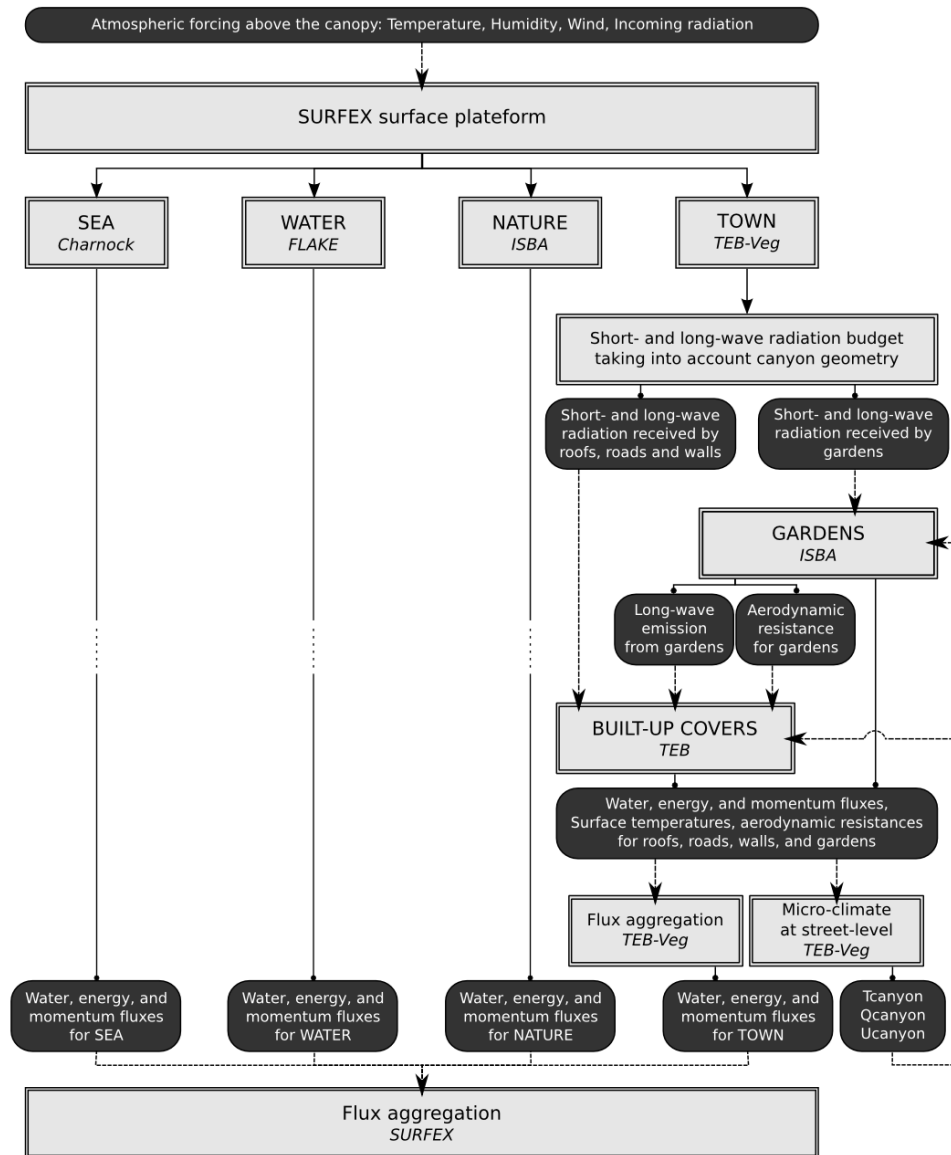 Atmospheric forcing above the canopy: Temperature, Humidity, Wind, Incoming radiation
SURFEX surface plateform
SEA
Charnock
WATER
FLAKE
NATURE
ISBA
TOWN
TEB-Veg
Short- and long-wave radiation budget
taking into account canyon geometry
Short- and long-wave
radiation received by
roofs, roads and walls
Short- and long-wave
radiation received by
gardens
GARDENS
ISBA
Long-wave
emission
from gardens
Aerodynamic
resistance
for gardens
BUILT-UP COVERS
TEB
Water, energy, and momentum fluxes,
Surface temperatures, aerodynamic resistances
for roofs, roads, walls, and gardens
Flux aggregation
TEB-Veg
Micro-climate
at street-level
TEB-Veg
Water, energy, and
momentum fluxes
for SEA
Water, energy, and
momentum fluxes
for WATER
Water, energy, and
momentum fluxes
for NATURE
Water, energy, and
momentum fluxes
for TOWN
Tcanyon
Qcanyon
Ucanyon
Flux aggregation
SURFEX